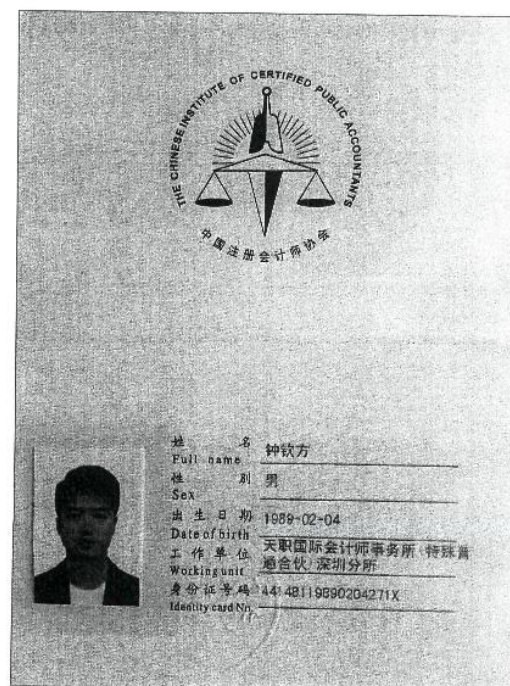 THE CHINESE INSTITUTE OF CERTIFIED PUBLIC ACCOUNTANTS
中国注册会计师协会
姓 名 钟钦方
Full name
性 别 男
Sex
出生日期 1989-02-04
Date of birth
工作单位 天职国际会计师事务所(特殊普
Working unit 通合伙)深圳分所
身份证号码 44148119890204271X
Identity card No.